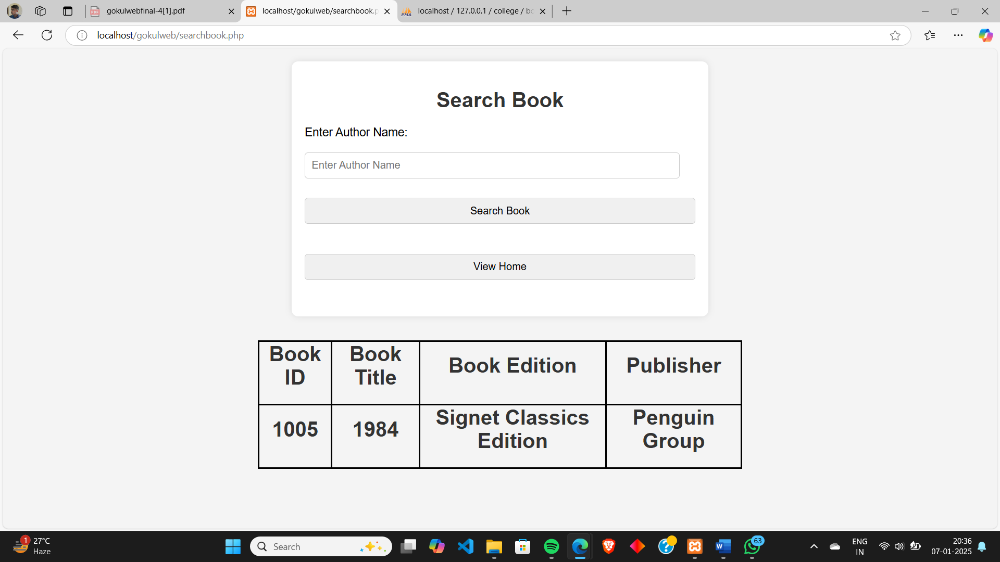 gokulwebfinal-4[1].pdf
localhost/gokulweb/searchbook.p
localhost / 127.0.0.1 / college / bo
localhost/gokulweb/searchbook.php
Search Book
Enter Author Name:
Enter Author Name
Search Book
View Home
Book ID
Book Title
Book Edition
Publisher
1005
1984
Signet Classics Edition
Penguin Group
1
27°C
Haze
Search
63
ENG
IN
20:36
07-01-2025